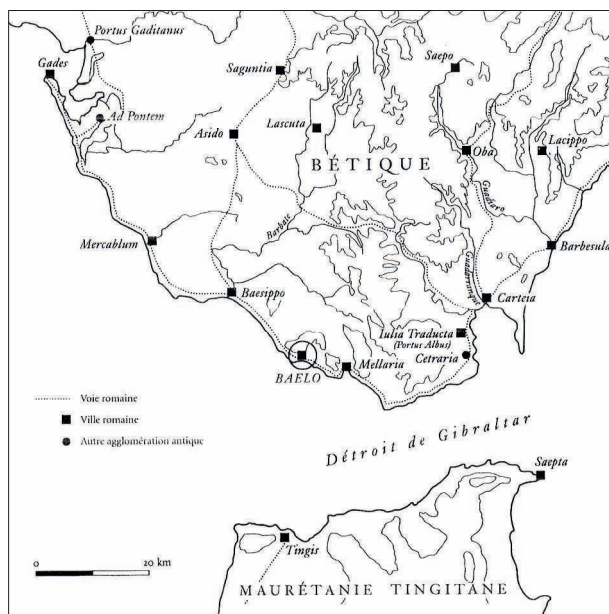 Portus Gaditanus
Gades
Saguntia
Saepo
Ad Pontem
Lascuta
Asido
BÉTIQUE
Oba
Lacippo
Guadiaro
Barbate
Mercablum
Barbesula
Guadarranque
Baesippo
Carteia
Iulia Traducta
(Portus Albus)
Cetraria
BAELO
Mellaria
Voie romaine
Ville romaine
Autre agglomération antique
Détroit de Gibraltar
Saepta
0 20 km
Tingis
MAURÉTANIE TINGITANE